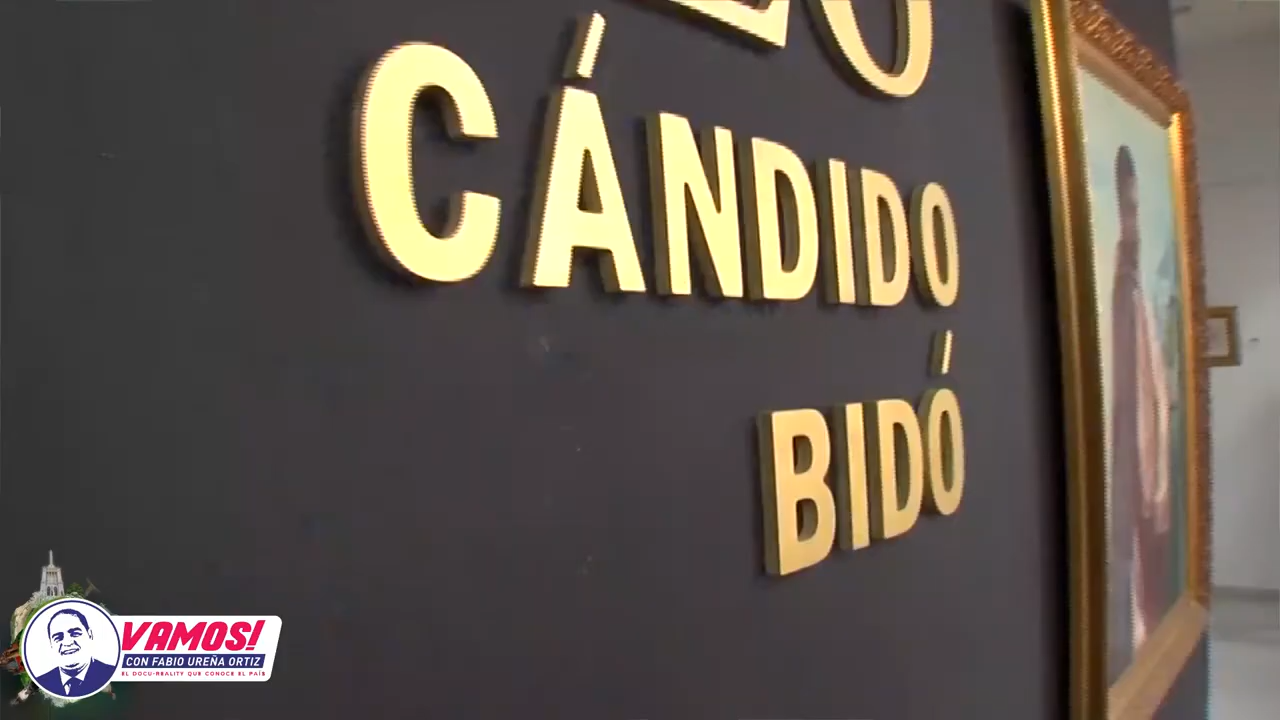 CÁNDIDO
BIDÓ
VAMOS!
CON FABIO UREÑA ORTIZ
EL DOCU-REALITY QUE CONOCE EL PAÍS